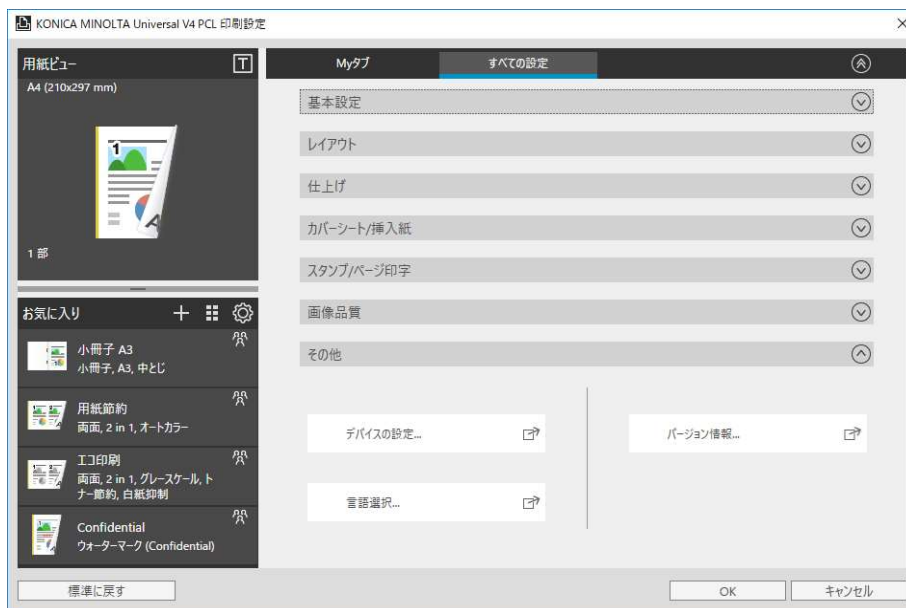 KONICA MINOLTA Universal V4 PCL 印刷設定
用紙ビュー
T
A4 (210x297 mm)
1
A
1 部
お気に入り
小冊子 A3
小冊子, A3, 中とじ
用紙節約
両面, 2 in 1, オートカラー
エコ印刷
両面, 2 in 1, グレースケール, ト
ナー節約, 白紙抑制
Confidential
ウォーターマーク (Confidential)
Myタブ
すべての設定
基本設定
レイアウト
仕上げ
カバーシート/挿入紙
スタンプ/ページ印字
画像品質
その他
デバイスの設定...
バージョン情報...
言語選択...
標準に戻す
OK
キャンセル